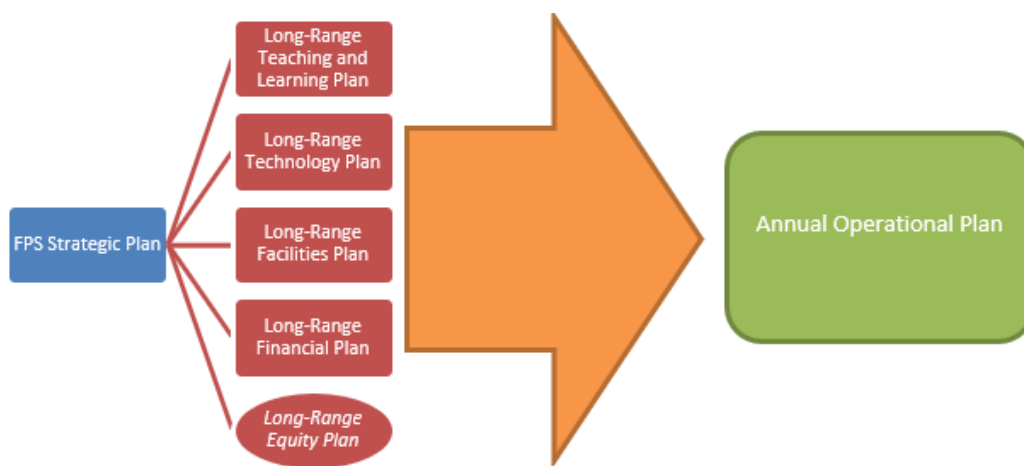 FPS Strategic Plan
Long-Range
Teaching and
Learning Plan
Long-Range
Technology Plan
Long-Range
Facilities Plan
Long-Range
Financial Plan
Long-Range
Equity Plan
Annual Operational Plan